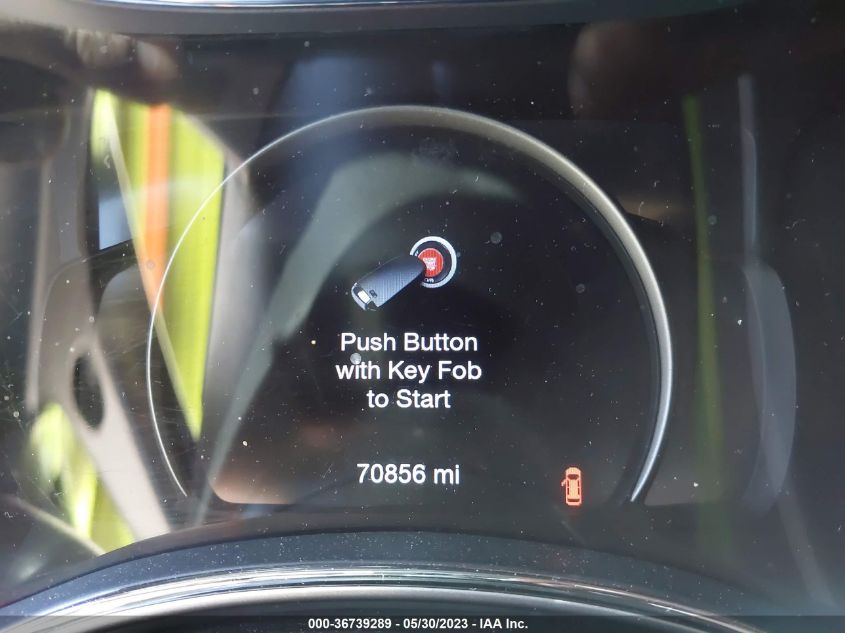 Push Button
with Key Fob
to Start
70856 mi
000-36739289 - 05/30/2023 - IAA Inc.